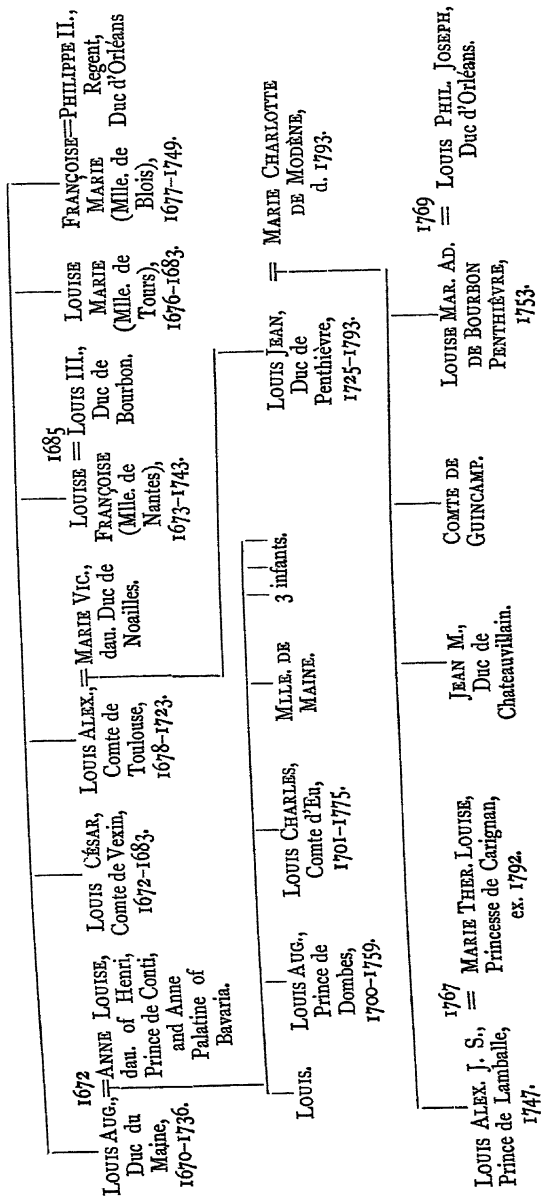 1672
LOUIS AUG.,=ANNE LOUISE,
Duc du
Maine,
1670-1736.
dau. of Henri,
Prince de Conti,
and Anne
Palatine of
Bavaria.
LOUIS CÉSAR,
Comte de Vexin,
1672-1683.
LOUIS ALEX.,=MARIE VIC.,
Comte de
Toulouse,
1678-1723.
dau. Duc de
Noailles.
1685
LOUISE = LOUIS III.,
FRANÇOISE
(Mlle. de
Nantes),
1673-1743.
Duc de
Bourbon.
LOUISE
MARIE
(Mlle. de
Tours),
1676-1683.
FRANÇOISE=PHILIPPE II.,
MARIE
(Mlle. de
Blois),
1677-1749.
Regent,
Duc d'Orléans
LOUIS.
LOUIS AUG.,
Prince de
Dombes,
1700-1759.
LOUIS CHARLES,
Comte d'Eu,
1701-1775.
MLLE. DE
MAINE.
3 infants.
LOUIS JEAN,
Duc de
Penthièvre,
1725-1793.
= MARIE CHARLOTTE
DE MODÈNE,
d. 1793.
1767
LOUIS ALEX. J. S., = MARIE THER. LOUISE,
Prince de Lamballe,
1747.
Princesse de Carignan,
ex. 1792.
JEAN M.,
Duc de
Chateauvillain.
COMTE DE
GUINCAMP.
1769
LOUISE MAR. AD. = LOUIS PHIL. JOSEPH,
DE BOURBON
PENTHIÈVRE,
1753.
Duc d'Orléans.